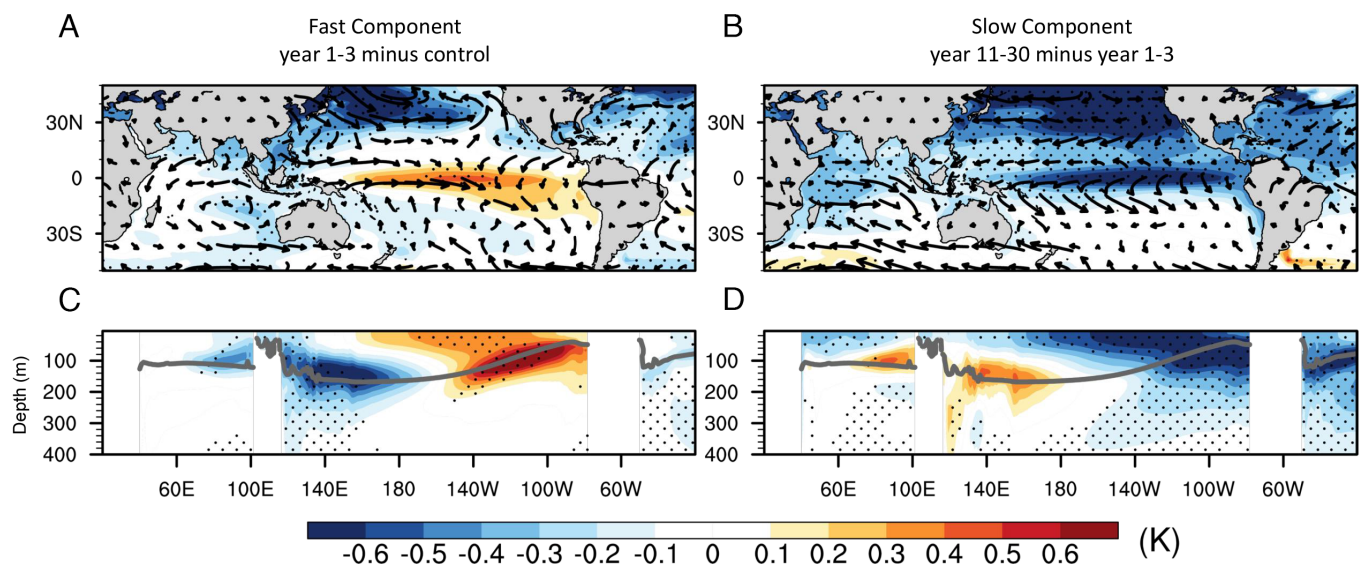 A
Fast Component
year 1-3 minus control
B
Slow Component
year 11-30 minus year 1-3
30N
0
30S
30N
0
30S
C
D
Depth (m)
100
200
300
400
100
200
300
400
60E 100E 140E 180 140W 100W 60W
60E 100E 140E 180 140W 100W 60W
-0.6 -0.5 -0.4 -0.3 -0.2 -0.1 0 0.1 0.2 0.3 0.4 0.5 0.6 (K)